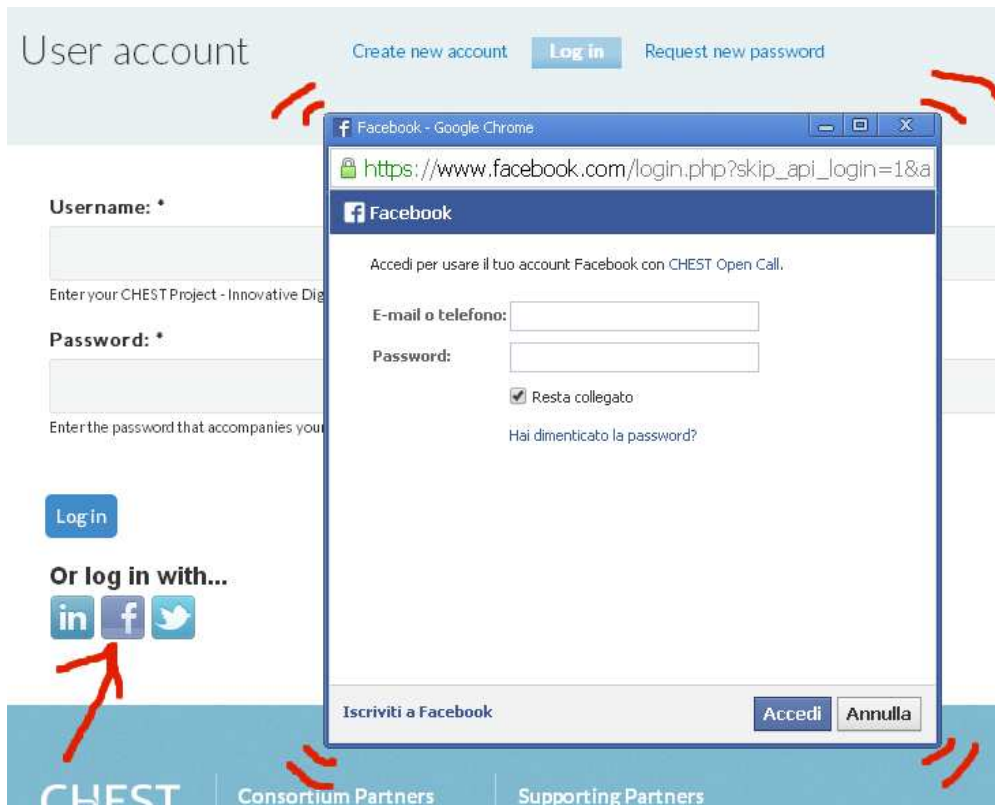 User account
Create new account
Log in
Request new password
Facebook - Google Chrome
https://www.facebook.com/login.php?skip_api_login=1&a
Facebook
Username: *
Accedi per usare il tuo account Facebook con CHEST Open Call.
Enter your CHEST Project - Innovative Dig
E-mail o telefono:
Password: *
Password:
Resta collegato
Enter the password that accompanies your
Hai dimenticato la password?
Log in
Or log in with...
in
f
Iscriviti a Facebook
Accedi
Annulla
CHEST
Consortium Partners
Supporting Partners